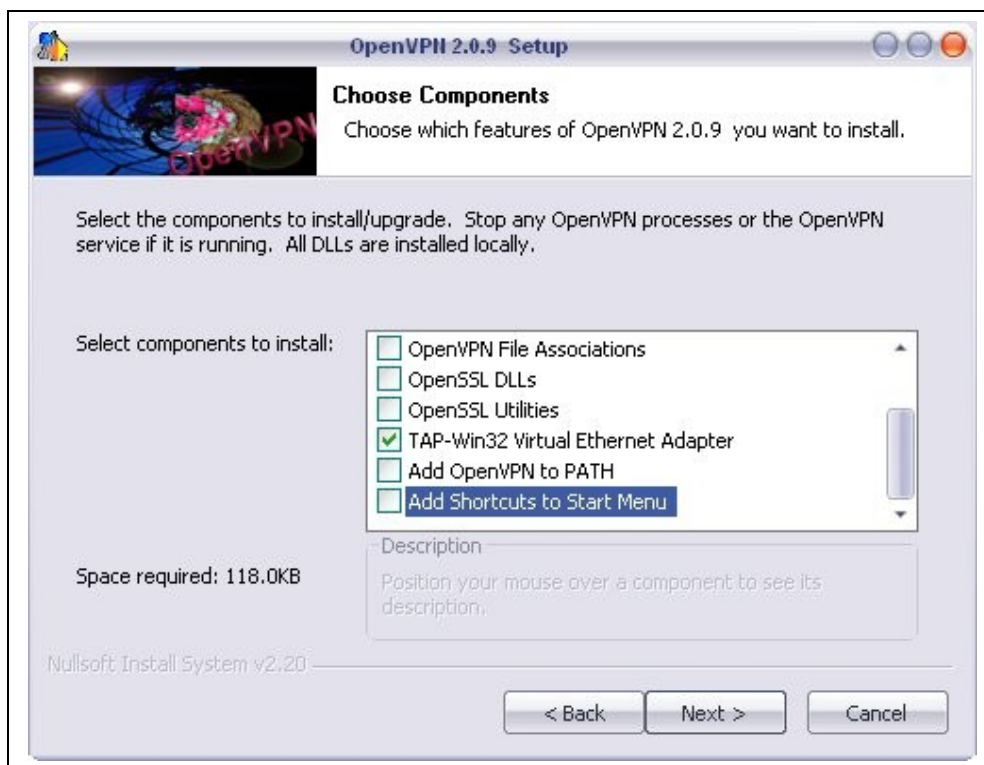 OpenVPN 2.0.9 Setup
OpenVPN
Choose Components
Choose which features of OpenVPN 2.0.9 you want to install.
Select the components to install/upgrade. Stop any OpenVPN processes or the OpenVPN
service if it is running. All DLLs are installed locally.
Select components to install:
OpenVPN File Associations
OpenSSL DLLs
OpenSSL Utilities
TAP-Win32 Virtual Ethernet Adapter
Add OpenVPN to PATH
Add Shortcuts to Start Menu
Space required: 118.0KB
Description
Position your mouse over a component to see its
description.
Nullsoft Install System v2.20
< Back
Next >
Cancel